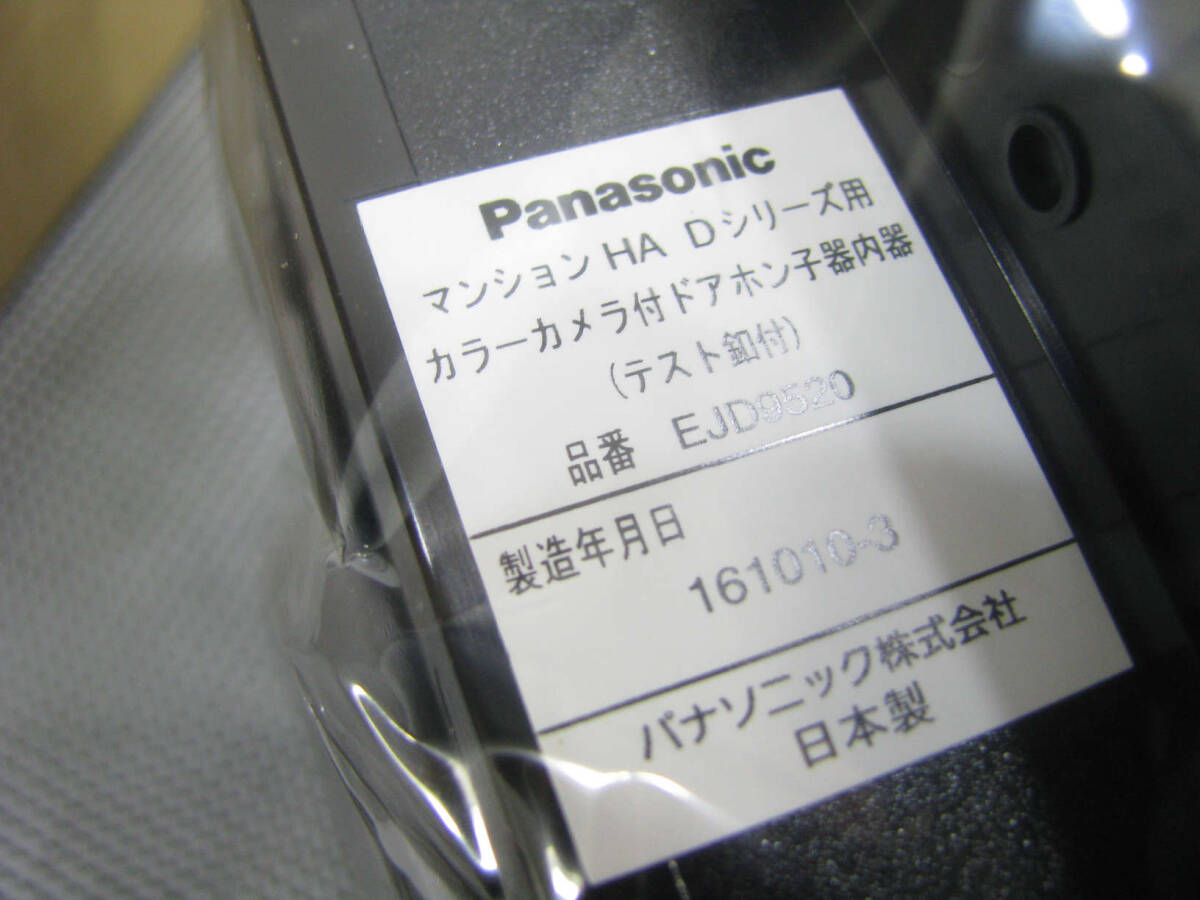 Panasonic
マンションHA Dシリーズ用
カラーカメラ付ドアホン子器内器
(テスト釦付)
品番 EJD9520
製造年月日
161010-3
パナソニック株式会社
日本製